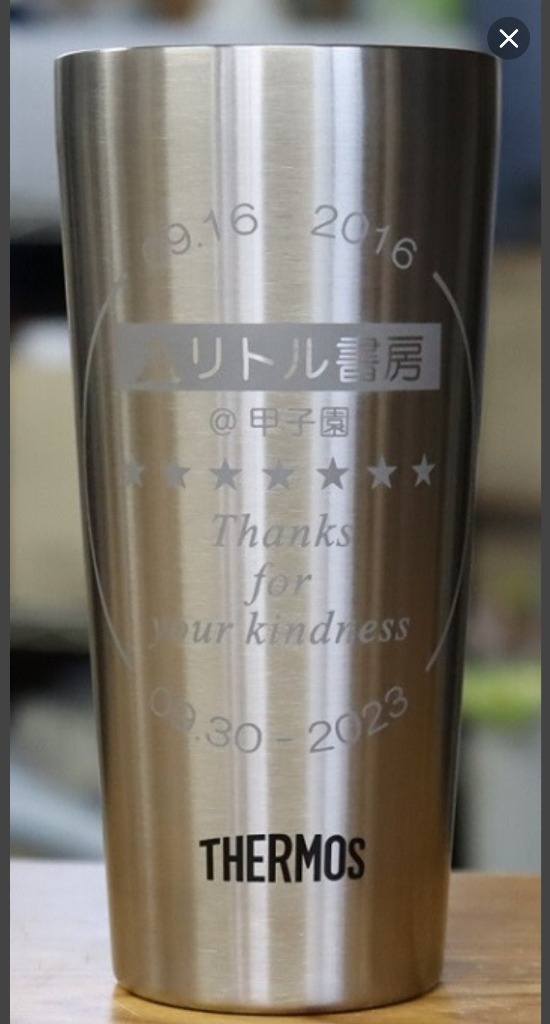 09.16 2016
リトル書房
@ 甲子園
★★★★★★★
Thanks
for
your kindness
09.30 - 2023
THERMOS